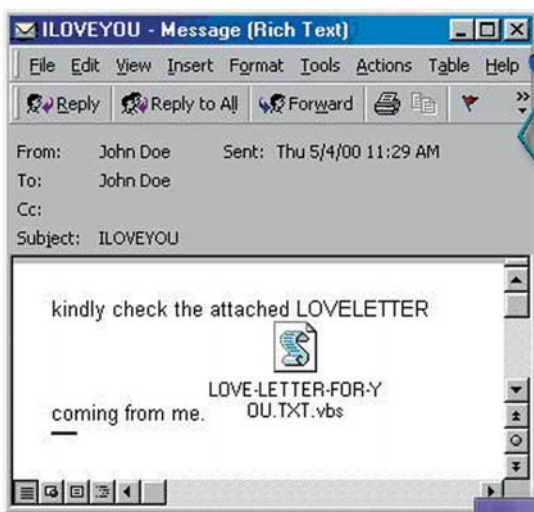 ILOVEYOU - Message (Rich Text)
File Edit View Insert Format Tools Actions Table Help
Reply Reply to All Forward
From: John Doe Sent: Thu 5/4/00 11:29 AM
To: John Doe
Cc:
Subject: ILOVEYOU
kindly check the attached LOVELETTER
LOVE-LETTER-FOR-Y
OU.TXT.vbs
coming from me.